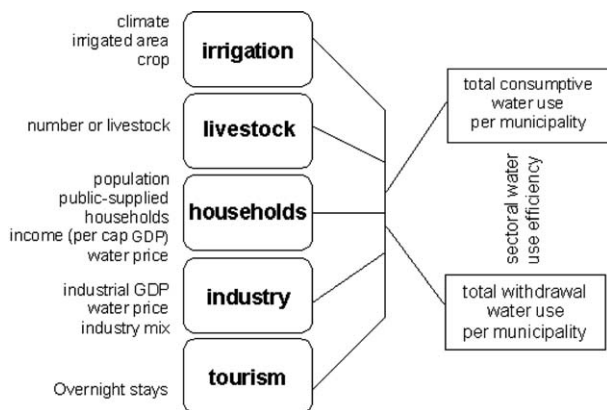 climate
irrigated area
crop
irrigation
number or livestock
livestock
population
public-supplied
households
income (per cap GDP)
water price
households
industrial GDP
water price
industry mix
industry
Overnight stays
tourism
total consumptive
water use
per municipality
sectoral water
use efficiency
total withdrawal
water use
per municipality